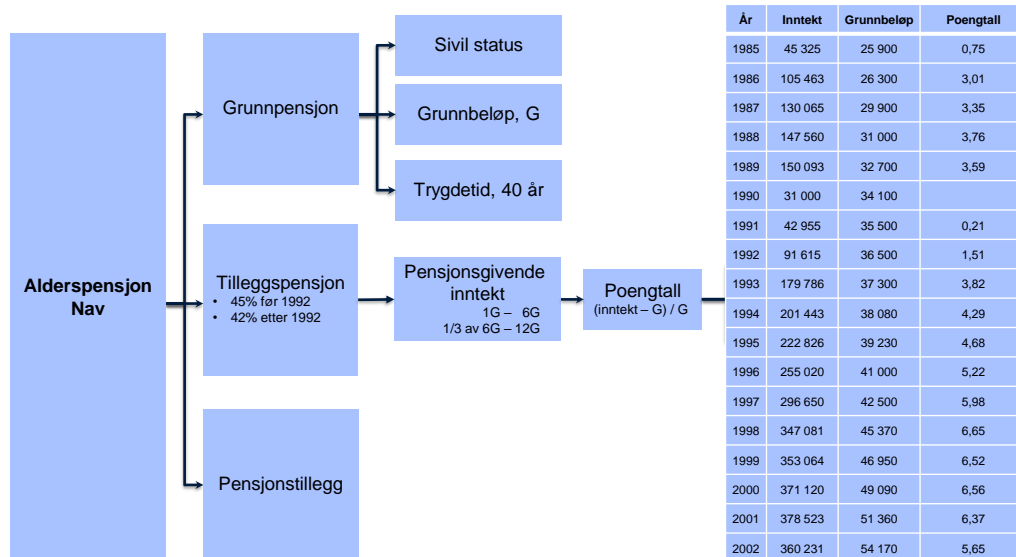 Alderspensjon
Nav
Grunnpensjon
Sivil status
Grunnbeløp, G
Trygdetid, 40 år
Tilleggspensjon
• 45% før 1992
• 42% etter 1992
Pensjonsgivende
inntekt
1G – 6G
1/3 av 6G – 12G
Poengtall
(inntekt – G) / G
Pensjonstillegg
År Inntekt Grunnbeløp Poengtall
1985 45 325 25 900 0,75
1986 105 463 26 300 3,01
1987 130 065 29 900 3,35
1988 147 560 31 000 3,76
1989 150 093 32 700 3,59
1990 31 000 34 100
1991 42 955 35 500 0,21
1992 91 615 36 500 1,51
1993 179 786 37 300 3,82
1994 201 443 38 080 4,29
1995 222 826 39 230 4,68
1996 255 020 41 000 5,22
1997 296 650 42 500 5,98
1998 347 081 45 370 6,65
1999 353 064 46 950 6,52
2000 371 120 49 090 6,56
2001 378 523 51 360 6,37
2002 360 231 54 170 5,65